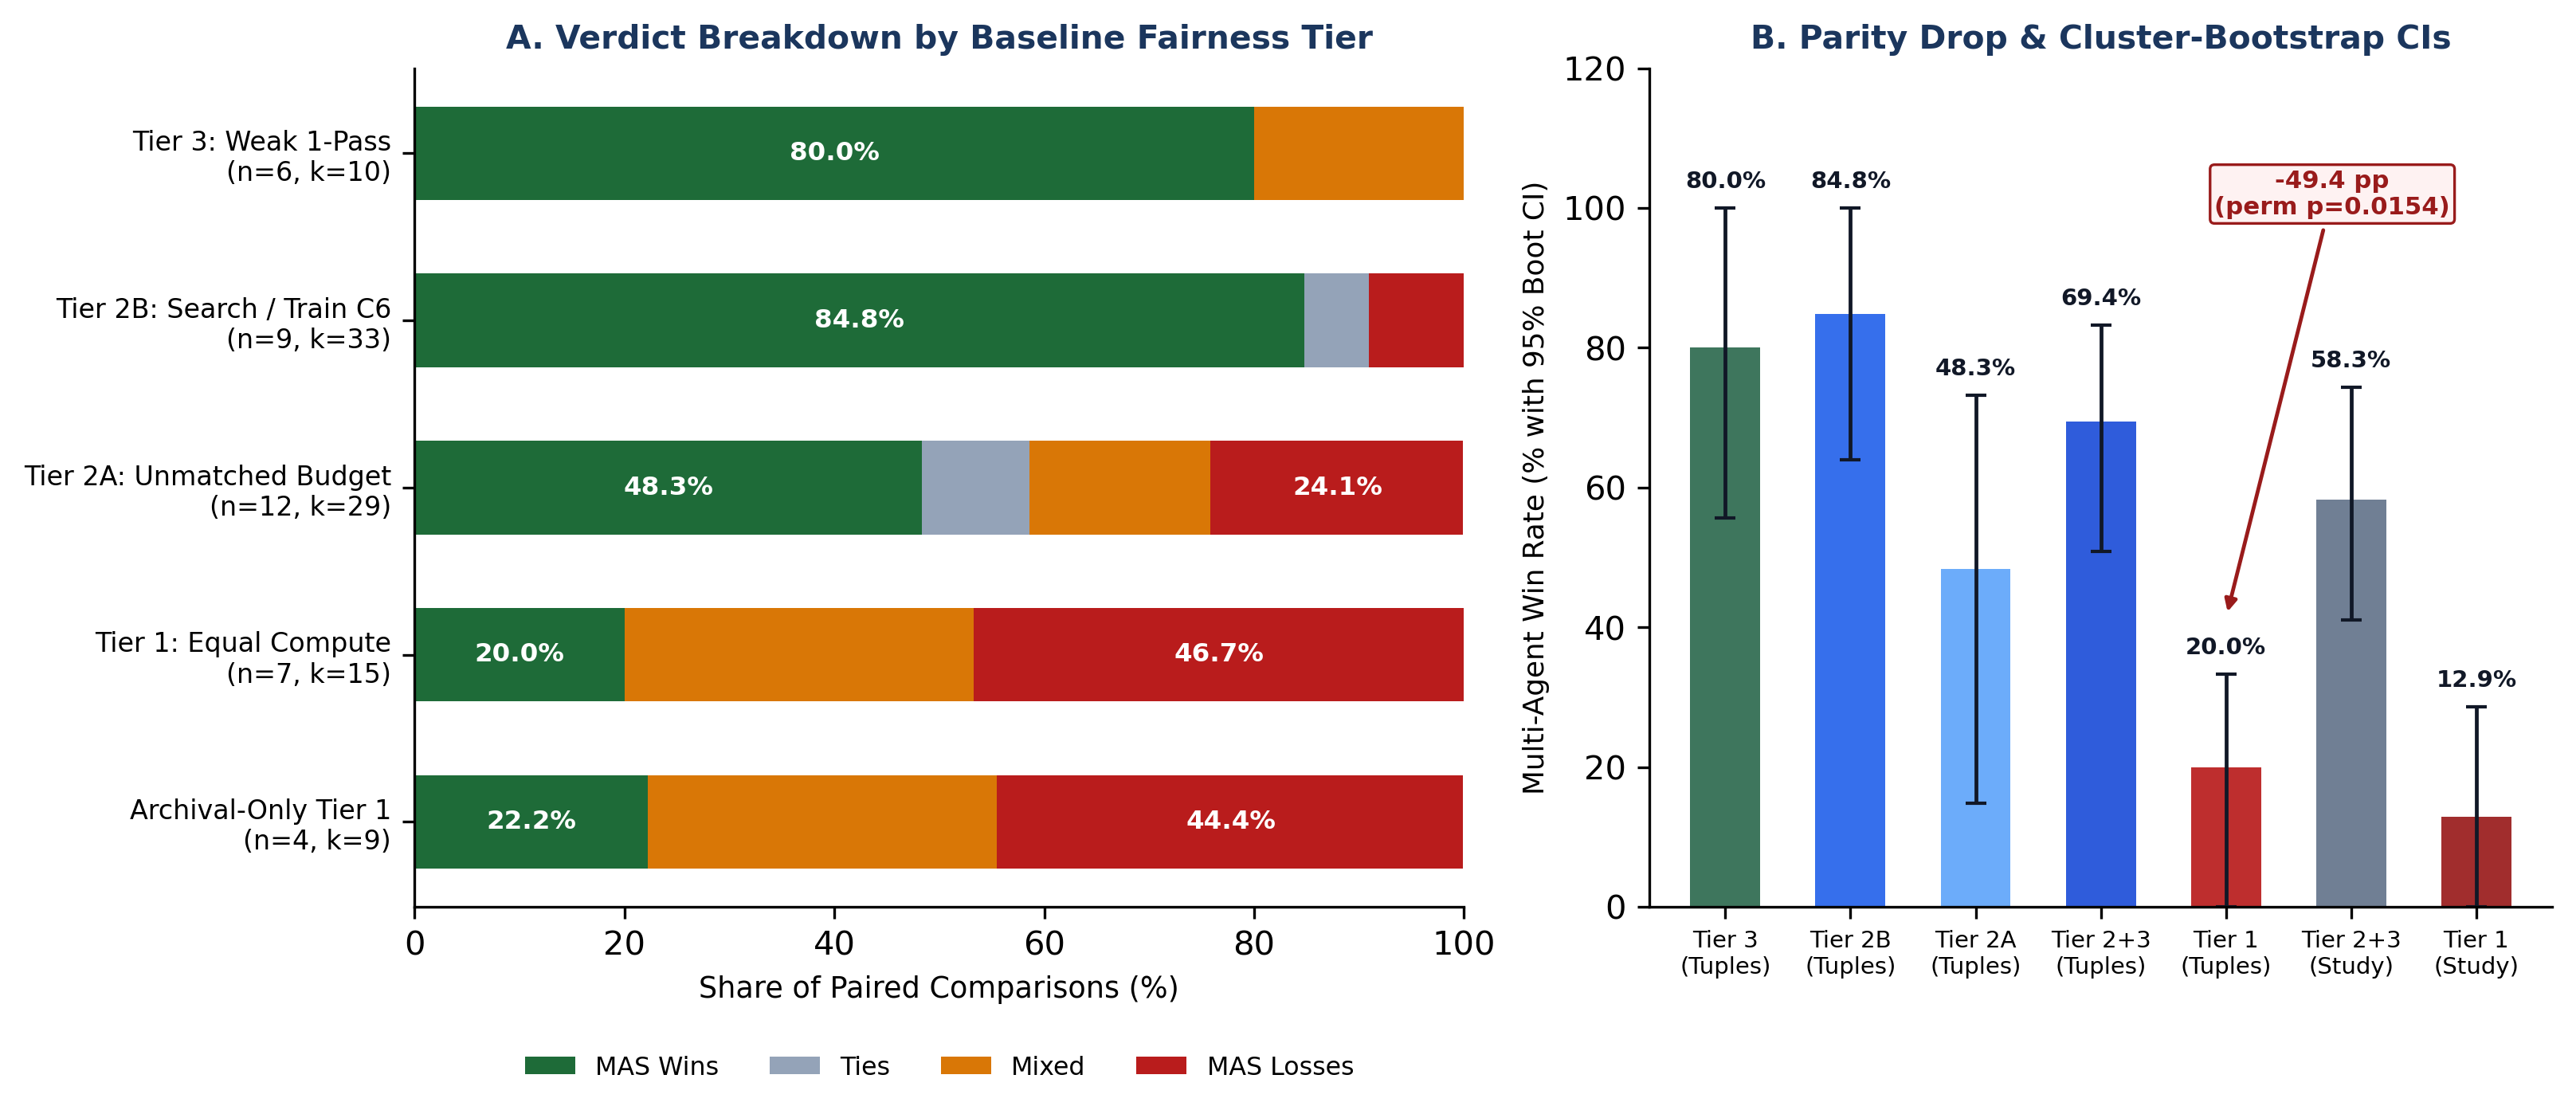 A. Verdict Breakdown by Baseline Fairness Tier
Tier 3: Weak 1-Pass
(n=6, k=10)
80.0%
Tier 2B: Search / Train C6
(n=9, k=33)
84.8%
Tier 2A: Unmatched Budget
(n=12, k=29)
48.3%
24.1%
Tier 1: Equal Compute
(n=7, k=15)
20.0%
46.7%
Archival-Only Tier 1
(n=4, k=9)
22.2%
44.4%
0
20
40
60
80
100
Share of Paired Comparisons (%)
MAS Wins
Ties
Mixed
MAS Losses
B. Parity Drop & Cluster-Bootstrap CIs
Multi-Agent Win Rate (% with 95% Boot CI)
120
100
80
60
40
20
0
80.0%
84.8%
48.3%
69.4%
20.0%
58.3%
12.9%
-49.4 pp
(perm p=0.0154)
Tier 3
(Tuples)
Tier 2B
(Tuples)
Tier 2A
(Tuples)
Tier 2+3
(Tuples)
Tier 1
(Tuples)
Tier 2+3
(Study)
Tier 1
(Study)